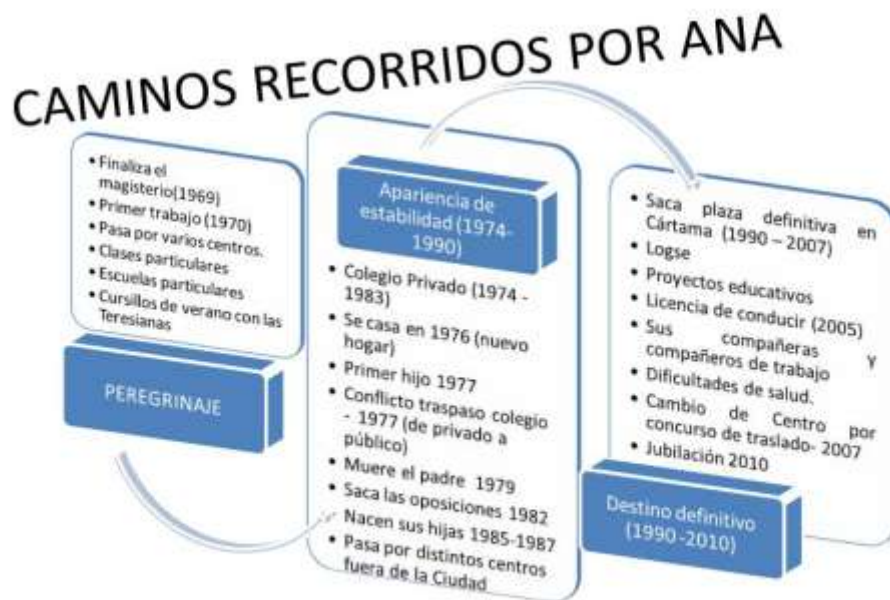 CAMINOS RECORRIDOS POR ANA
• Finaliza el
magisterio(1969)
• Primer trabajo (1970)
• Pasa por varios centros.
• Clases particulares
• Escuelas particulares
• Cursillos de verano con las
Teresianas
PEREGRINAJE
Apariencia de
estabilidad (1974-
1990)
• Colegio Privado (1974 -
1983)
• Se casa en 1976 (nuevo
hogar)
• Primer hijo 1977
• Conflicto traspaso colegio
- 1977 (de privado a
público)
• Muere el padre 1979
• Saca las oposiciones 1982
• Nacen sus hijas 1985-1987
• Pasa por distintos centros
fuera de la Ciudad
• Saca plaza definitiva en
Cártama (1990 – 2007)
• Logse
• Proyectos educativos
• Licencia de conducir (2005)
• Sus compañeras y
compañeros de trabajo
• Dificultades de salud.
• Cambio de Centro por
concurso de traslado- 2007
• Jubilación 2010
Destino definitivo
(1990 -2010)